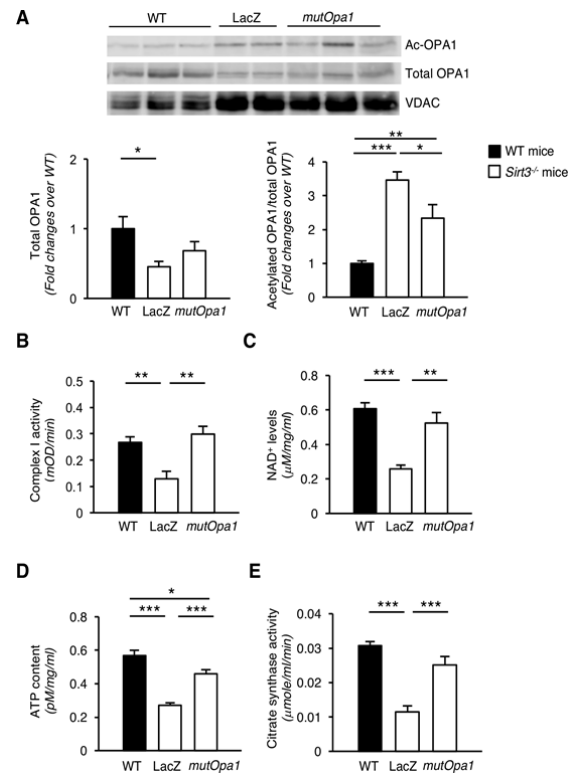 A
WT LacZ mutOpa1
Ac-OPA1
Total OPA1
VDAC
* 
2
1
0
Total OPA1
(Fold changes over WT)
WT LacZ mutOpa1
**
*** *
4
3
2
1
0
Acetylated OPA1/total OPA1
(Fold changes over WT)
WT LacZ mutOpa1
WT mice
Sirt3-/- mice
B
** **
0.5
0.4
0.3
0.2
0.1
0
Complex I activity
(mOD/min)
WT LacZ mutOpa1
C
*** **
0.8
0.6
0.4
0.2
0
NAD+ levels
(μM/mg/ml)
WT LacZ mutOpa1
D
*
*** ***
0.8
0.6
0.4
0.2
0
ATP content
(pM/mg/ml)
WT LacZ mutOpa1
E
*** ***
0.04
0.03
0.02
0.01
0
Citrate synthase activity
(μmole/ml/min)
WT LacZ mutOpa1